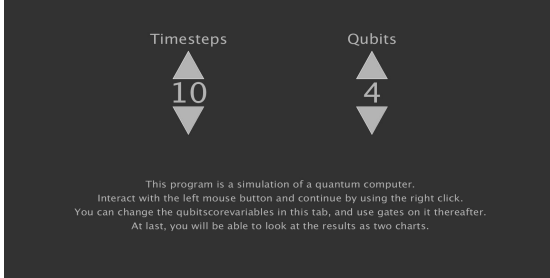 Timesteps Qubits
10 4
This program is a simulation of a quantum computer.
Interact with the left mouse button and continue by using the right click.
You can change the qubitscorevariables in this tab, and use gates on it thereafter.
At last, you will be able to look at the results as two charts.